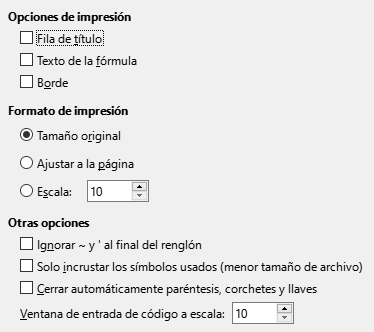 Opciones de impresión
Fila de título
Texto de la fórmula
Borde
Formato de impresión
Tamaño original
Ajustar a la página
Escala: 10
Otras opciones
Ignorar ~ y ' al final del renglón
Solo incrustar los símbolos usados (menor tamaño de archivo)
Cerrar automáticamente paréntesis, corchetes y llaves
Ventana de entrada de código a escala: 10